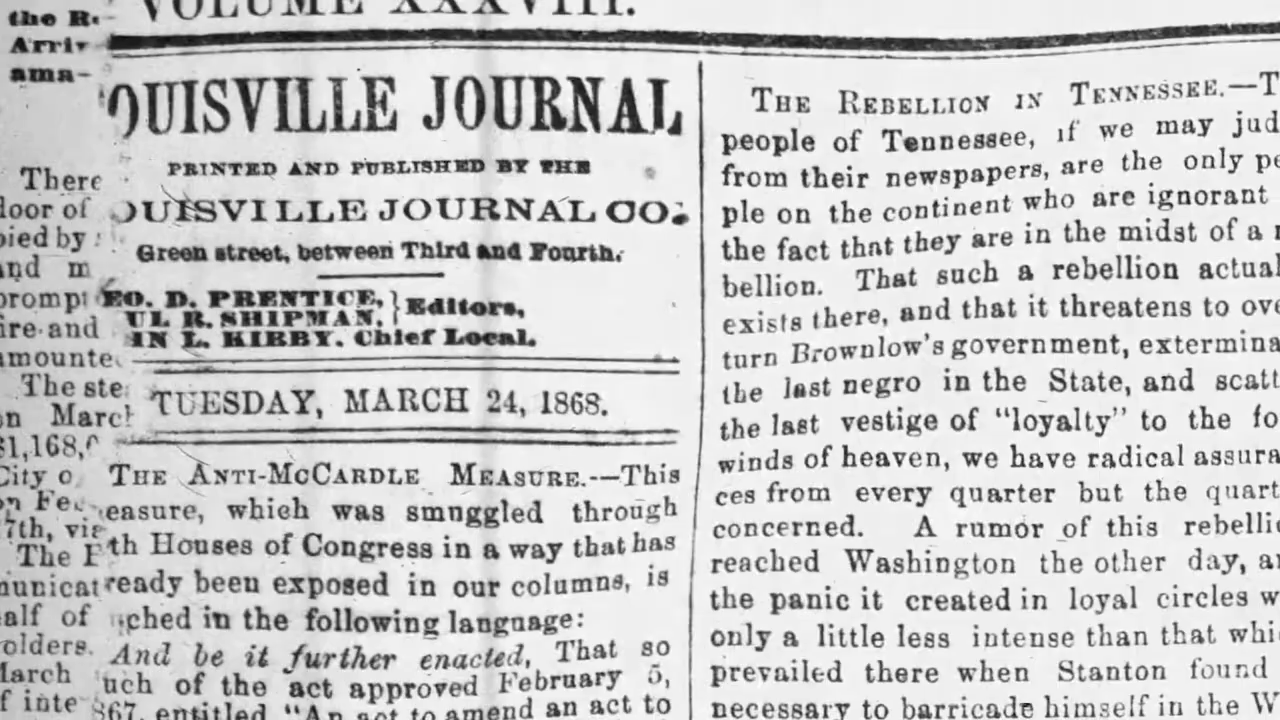 VOLUME XXXVIII.
the R
Arriv
ama-
There
loor of
pied by
and m
prompt
fire and
amounte
The ste
on March
$1,168,0
City o
on Fe
7th, vi
The F
municat
alf of
olders.
March
f inte
OUISVILLE JOURNAL
PRINTED AND PUBLISHED BY THE
OUISVILLE JOURNAL CO.
Green street, between Third and Fourth.
EO. D. PRENTICE, } Editors,
UL R. SHIPMAN,
IN L. KIRBY. Chief Local.
TUESDAY, MARCH 24, 1868.
THE ANTI-MCCARDLE MEASURE.--This
easure, which was smuggled through
th Houses of Congress in a way that has
ready been exposed in our columns, is
ched in the following language:
And be it further enacted, That so
uch of the act approved February 5,
867, entitled "An act to amend an act to
THE REBELLION IN TENNESSEE.—T
people of Tennessee, if we may jud
from their newspapers, are the only pe
ple on the continent who are ignorant
the fact that they are in the midst of a r
bellion. That such a rebellion actual
exists there, and that it threatens to ove
turn Brownlow's government, extermina
the last negro in the State, and scatt
the last vestige of "loyalty" to the fo
winds of heaven, we have radical assura
ces from every quarter but the quart
concerned. A rumor of this rebellio
reached Washington the other day, an
the panic it created in loyal circles w
only a little less intense than that whi
prevailed there when Stanton found
necessary to barricade himself in the W